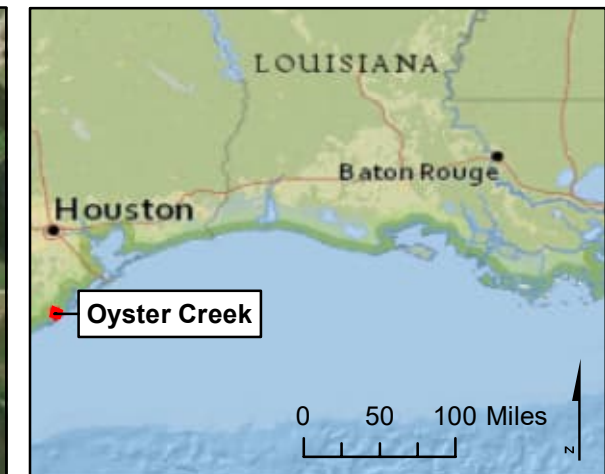 LOUISIANA
Baton Rouge
Houston
Oyster Creek
0 50 100 Miles
N